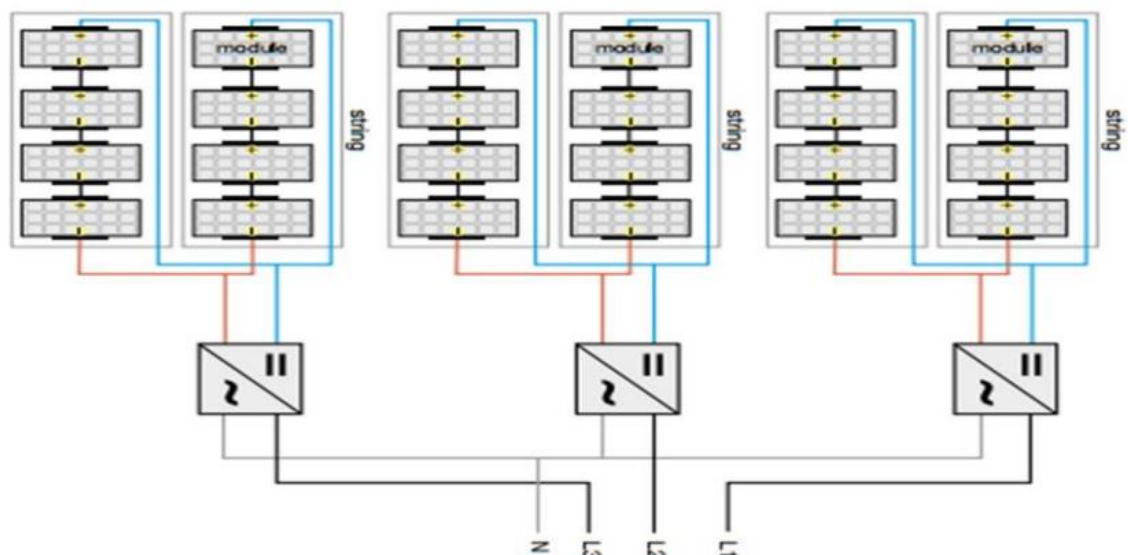 module
module
module
string
string
string
N
L3
L2
L1